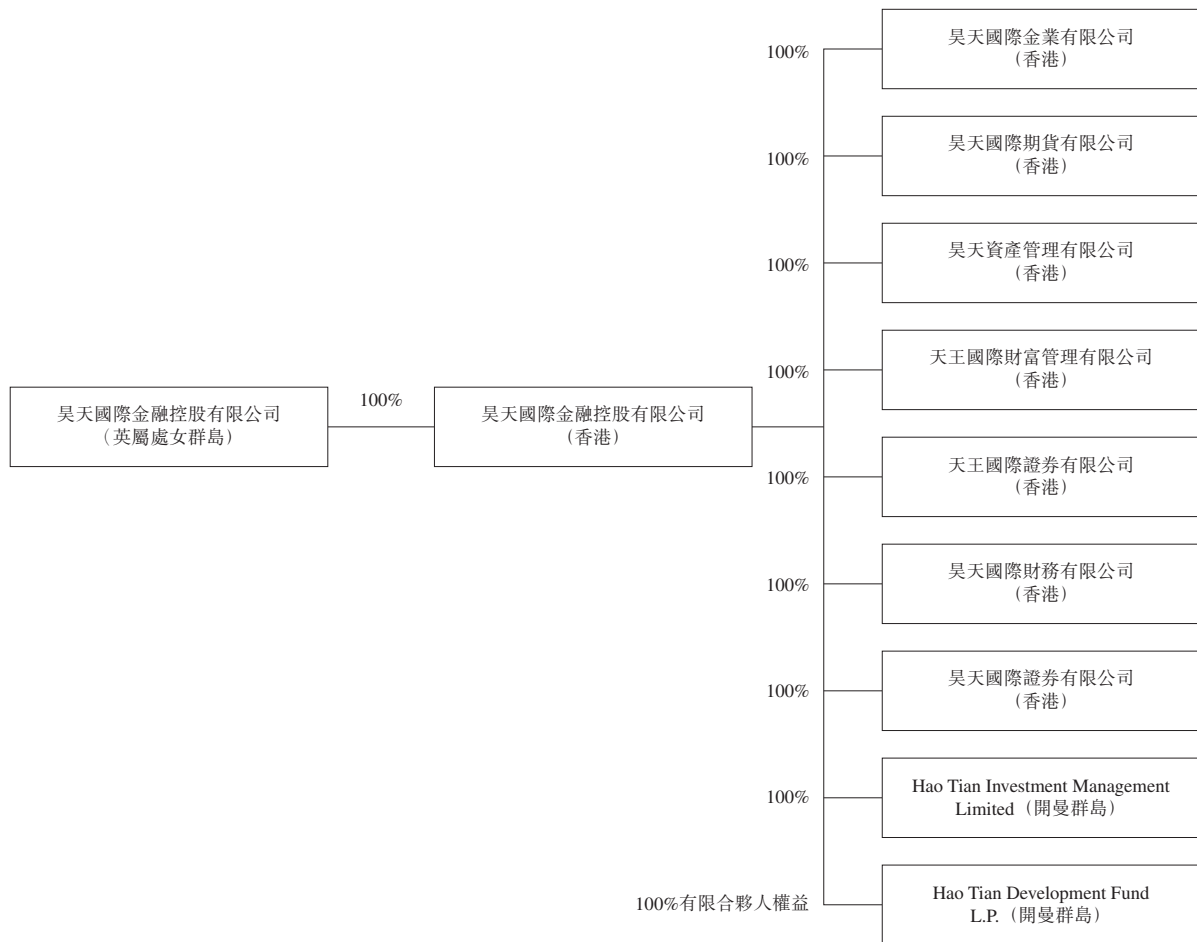 100%
昊天國際金業有限公司
（香港）
100%
昊天國際期貨有限公司
（香港）
100%
昊天資產管理有限公司
（香港）
100%
天王國際財富管理有限公司
（香港）
昊天國際金融控股有限公司
（英屬處女群島）
100%
昊天國際金融控股有限公司
（香港）
100%
天王國際證券有限公司
（香港）
100%
昊天國際財務有限公司
（香港）
100%
昊天國際證券有限公司
（香港）
100%
Hao Tian Investment Management
Limited（開曼群島）
100%有限合夥人權益
Hao Tian Development Fund
L.P.（開曼群島）